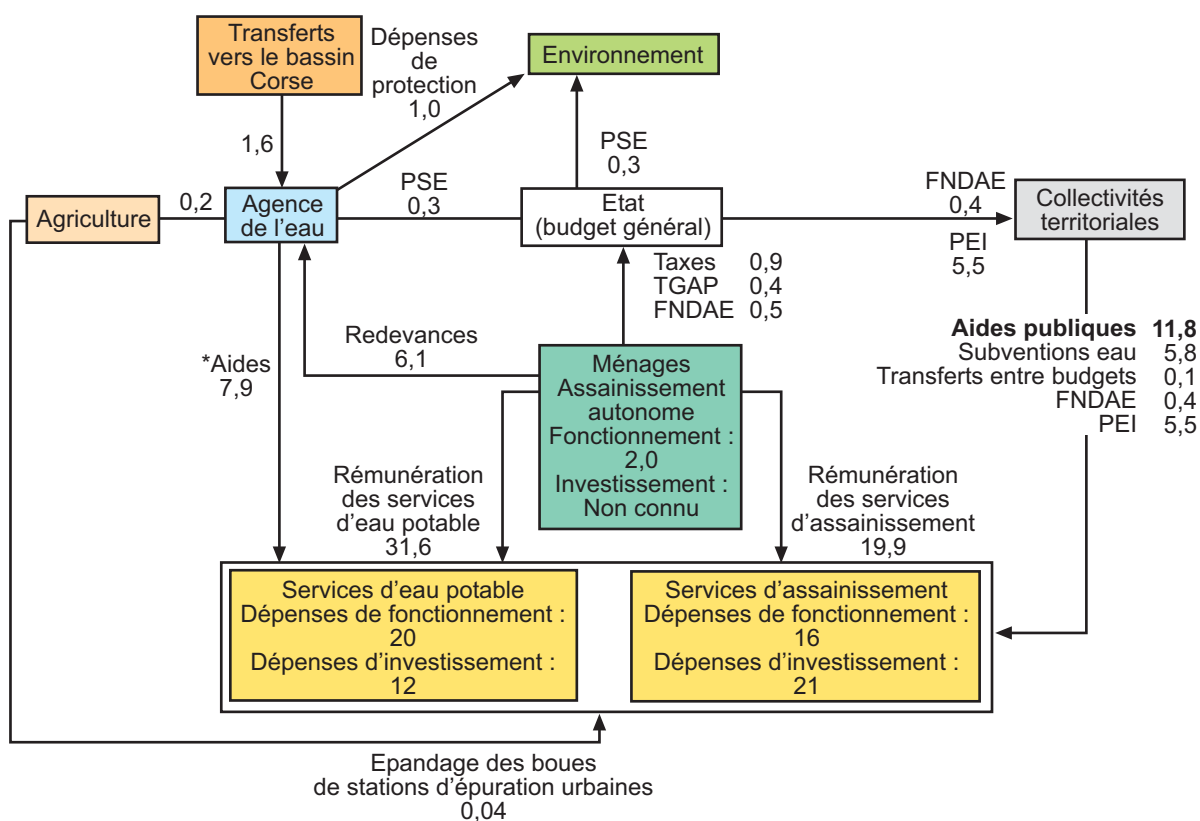 Transferts
vers le bassin
Corse
Dépenses
de
protection
1,0
Environnement
1,6
PSE
0,3
Agriculture
0,2
Agence
de l'eau
PSE
0,3
Etat
(budget général)
FNDAE
0,4
PEI
5,5
Collectivités
territoriales
Taxes 0,9
TGAP 0,4
FNDAE 0,5
Redevances
6,1
*Aides
7,9
Ménages
Assainissement
autonome
Fonctionnement :
2,0
Investissement :
Non connu
Aides publiques 11,8
Subventions eau 5,8
Transferts entre budgets 0,1
FNDAE 0,4
PEI 5,5
Rémunération
des services
d'eau potable
31,6
Rémunération
des services
d'assainissement
19,9
Services d'eau potable
Dépenses de fonctionnement :
20
Dépenses d'investissement :
12
Services d'assainissement
Dépenses de fonctionnement :
16
Dépenses d'investissement :
21
Epandage des boues
de stations d'épuration urbaines
0,04